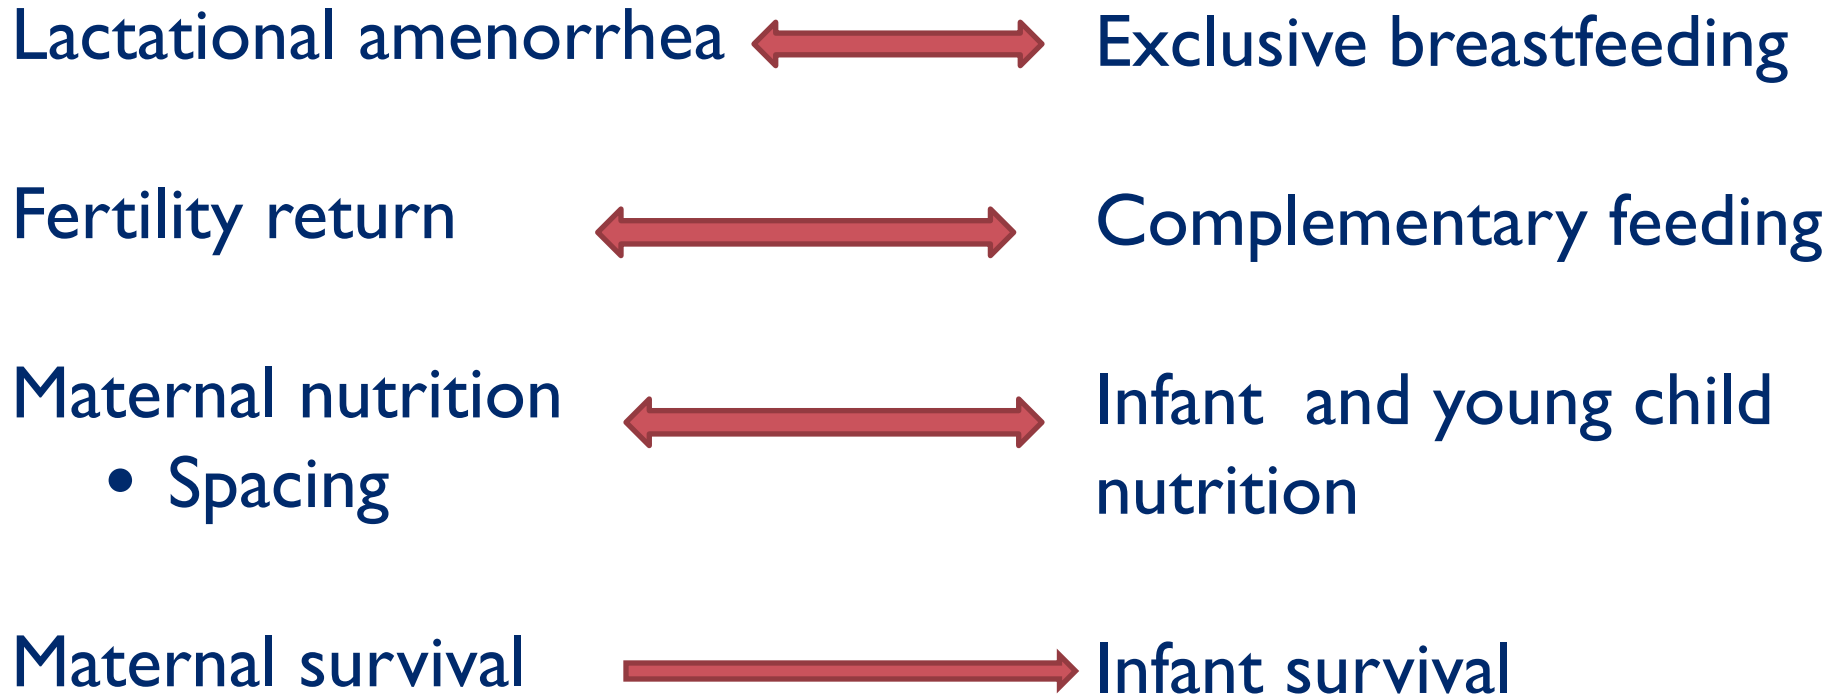 Lactational amenorrhea
Exclusive breastfeeding
Fertility return
Complementary feeding
Maternal nutrition
• Spacing
Infant and young child
nutrition
Maternal survival
Infant survival